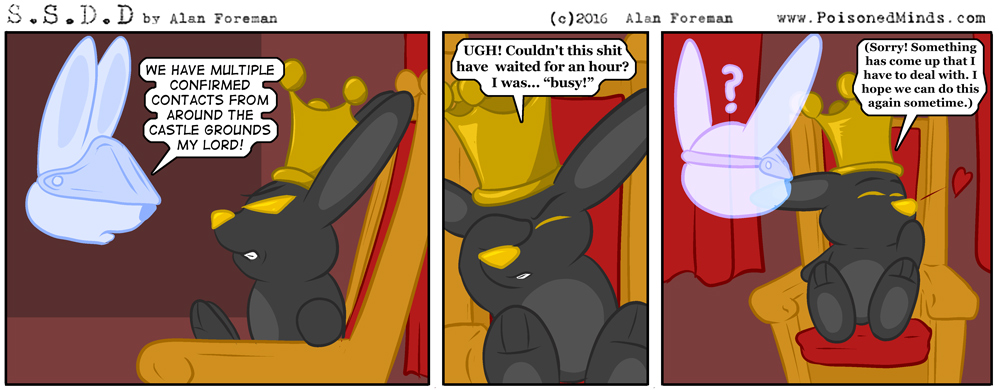 S.S.D.D by Alan Foreman (c)2016 Alan Foreman www.PoisonedMinds.com
WE HAVE MULTIPLE
CONFIRMED
CONTACTS FROM
AROUND THE
CASTLE GROUNDS
MY LORD!
UGH! Couldn't this shit
have waited for an hour?
I was... “busy!”
?
(Sorry! Something
has come up that I
have to deal with. I
hope we can do this
again sometime.)